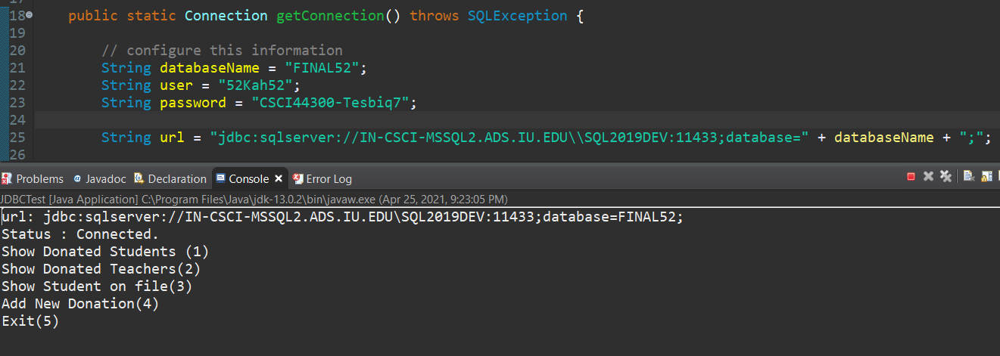 18 public static Connection getConnection() throws SQLException {
19
20 // configure this information
21 String databaseName = "FINAL52";
22 String user = "52Kah52";
23 String password = "CSCI44300-Tesbiq7";
24
25 String url = "jdbc:sqlserver://IN-CSCI-MSSQL2.ADS.IU.EDU\\SQL2019DEV:11433;database=" + databaseName + ";";
26
Problems @ Javadoc Declaration Console Error Log
JDBCTest [Java Application] C:\Program Files\Java\jdk-13.0.2\bin\javaw.exe (Apr 25, 2021, 9:23:05 PM)
url: jdbc:sqlserver://IN-CSCI-MSSQL2.ADS.IU.EDU\SQL2019DEV:11433;database=FINAL52;
Status : Connected.
Show Donated Students (1)
Show Donated Teachers(2)
Show Student on file(3)
Add New Donation(4)
Exit(5)